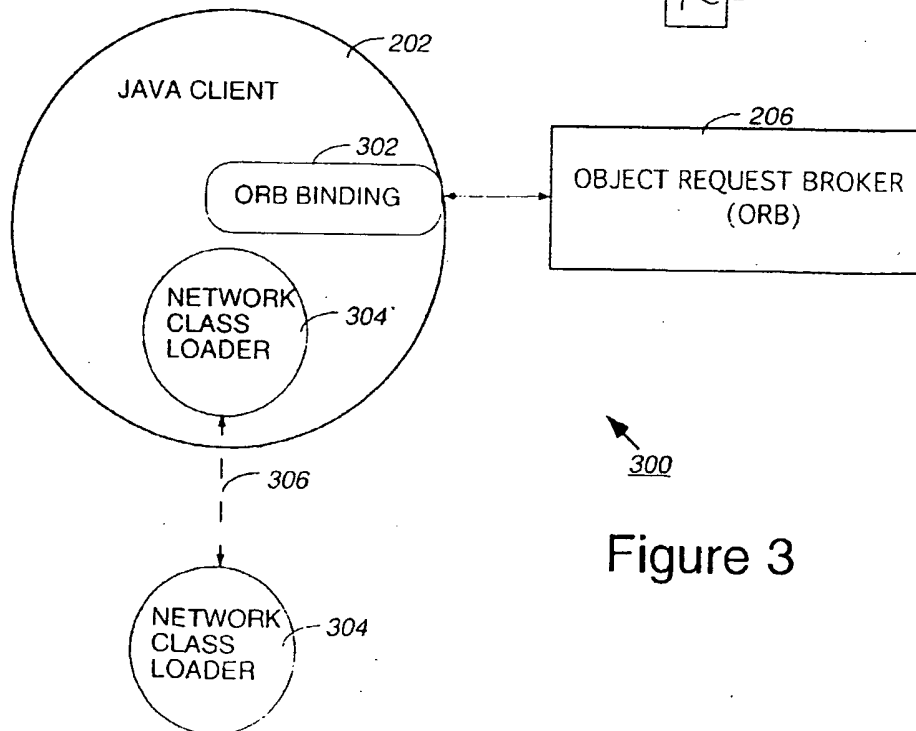 202
JAVA CLIENT
206
302
ORB BINDING
OBJECT REQUEST BROKER
(ORB)
NETWORK
CLASS
LOADER
304'
300
306
Figure 3
NETWORK
CLASS
LOADER
304